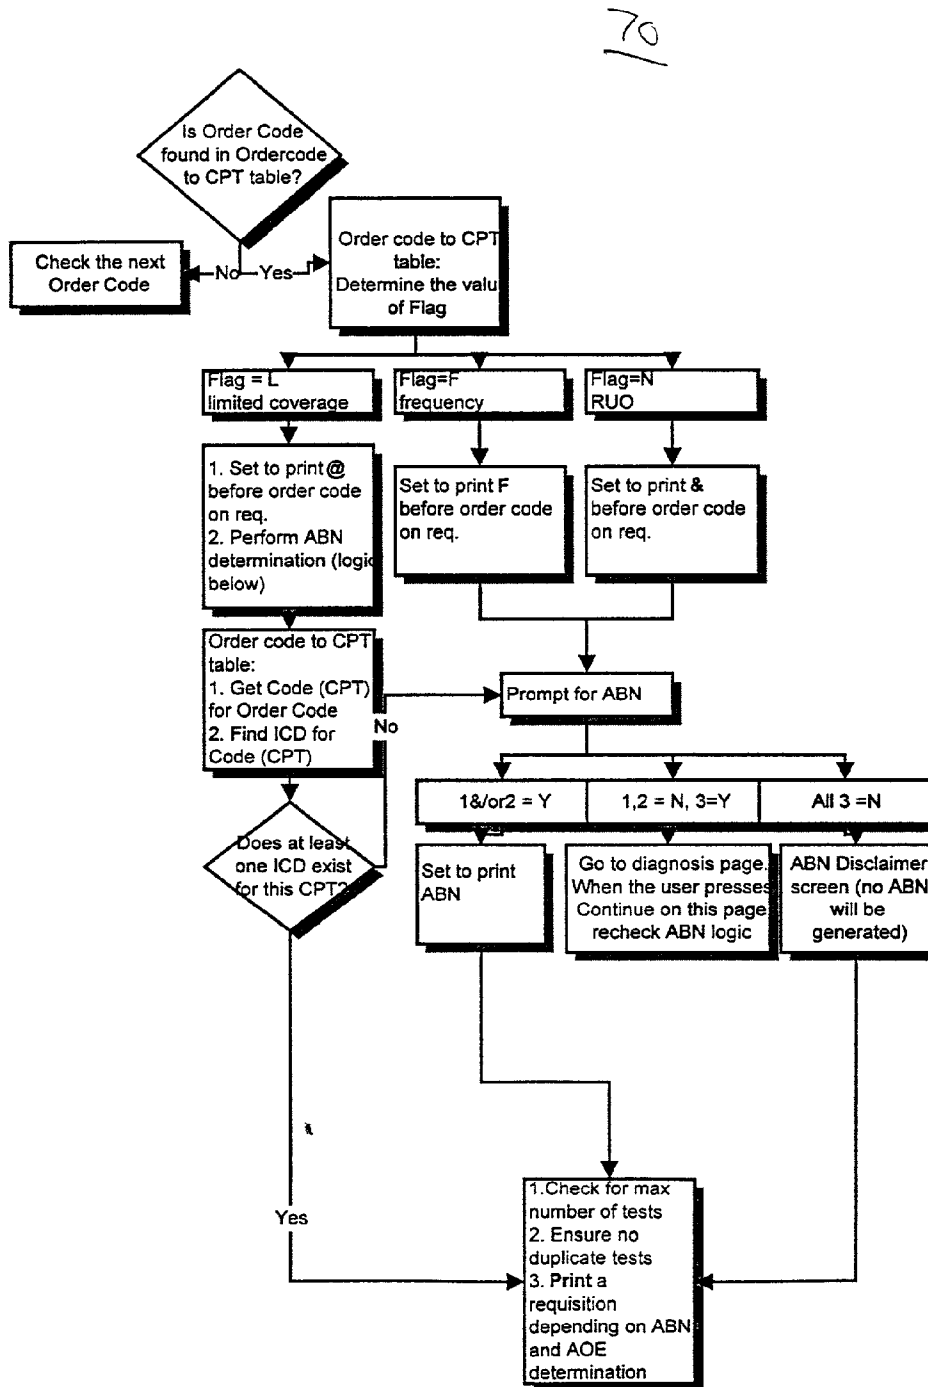 70
Is Order Code
found in Ordercode
to CPT table?
Check the next
Order Code
No
Yes
Order code to CPT
table:
Determine the valu
of Flag
Flag = L
limited coverage
Flag=F
frequency
Flag=N
RUO
1. Set to print @
before order code
on req.
2. Perform ABN
determination (logic
below)
Set to print F
before order code
on req.
Set to print &
before order code
on req.
Order code to CPT
table:
1. Get Code (CPT)
for Order Code
2. Find ICD for
Code (CPT)
No
Prompt for ABN
1&/or2 = Y
1,2 = N, 3=Y
All 3 =N
Does at least
one ICD exist
for this CPT?
Set to print
ABN
Go to diagnosis page.
When the user presses
Continue on this page
recheck ABN logic
ABN Disclaimer
screen (no ABN
will be
generated)
Yes
1.Check for max
number of tests
2. Ensure no
duplicate tests
3. Print a
requisition
depending on ABN
and AOE
determination